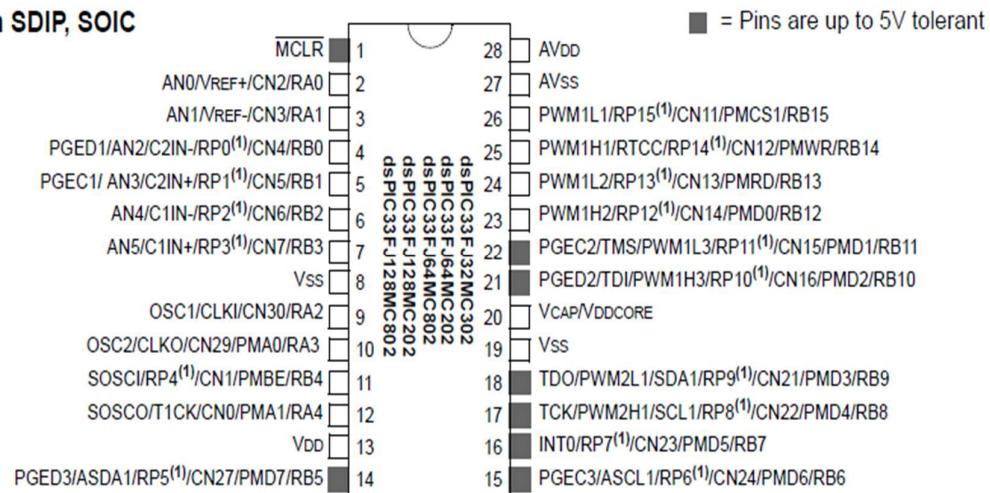 SDIP, SOIC
= Pins are up to 5V tolerant
MCLR 1
AN0/VREF+/CN2/RA0 2
AN1/VREF-/CN3/RA1 3
PGED1/AN2/C2IN-/RP0(1)/CN4/RB0 4
PGEC1/ AN3/C2IN+/RP1(1)/CN5/RB1 5
AN4/C1IN-/RP2(1)/CN6/RB2 6
AN5/C1IN+/RP3(1)/CN7/RB3 7
VSS 8
OSC1/CLKI/CN30/RA2 9
OSC2/CLKO/CN29/PMA0/RA3 10
SOSCI/RP4(1)/CN1/PMBE/RB4 11
SOSCO/T1CK/CN0/PMA1/RA4 12
VDD 13
PGED3/ASDA1/RP5(1)/CN27/PMD7/RB5 14
dsPIC33FJ32MC302
dsPIC33FJ64MC202
dsPIC33FJ64MC802
dsPIC33FJ128MC202
dsPIC33FJ128MC802
28 AVDD
27 AVSS
26 PWM1L1/RP15(1)/CN11/PMCS1/RB15
25 PWM1H1/RTCC/RP14(1)/CN12/PMWR/RB14
24 PWM1L2/RP13(1)/CN13/PMRD/RB13
23 PWM1H2/RP12(1)/CN14/PMD0/RB12
22 PGEC2/TMS/PWM1L3/RP11(1)/CN15/PMD1/RB11
21 PGED2/TDI/PWM1H3/RP10(1)/CN16/PMD2/RB10
20 VCAP/VDDCORE
19 VSS
18 TDO/PWM2L1/SDA1/RP9(1)/CN21/PMD3/RB9
17 TCK/PWM2H1/SCL1/RP8(1)/CN22/PMD4/RB8
16 INT0/RP7(1)/CN23/PMD5/RB7
15 PGEC3/ASCL1/RP6(1)/CN24/PMD6/RB6